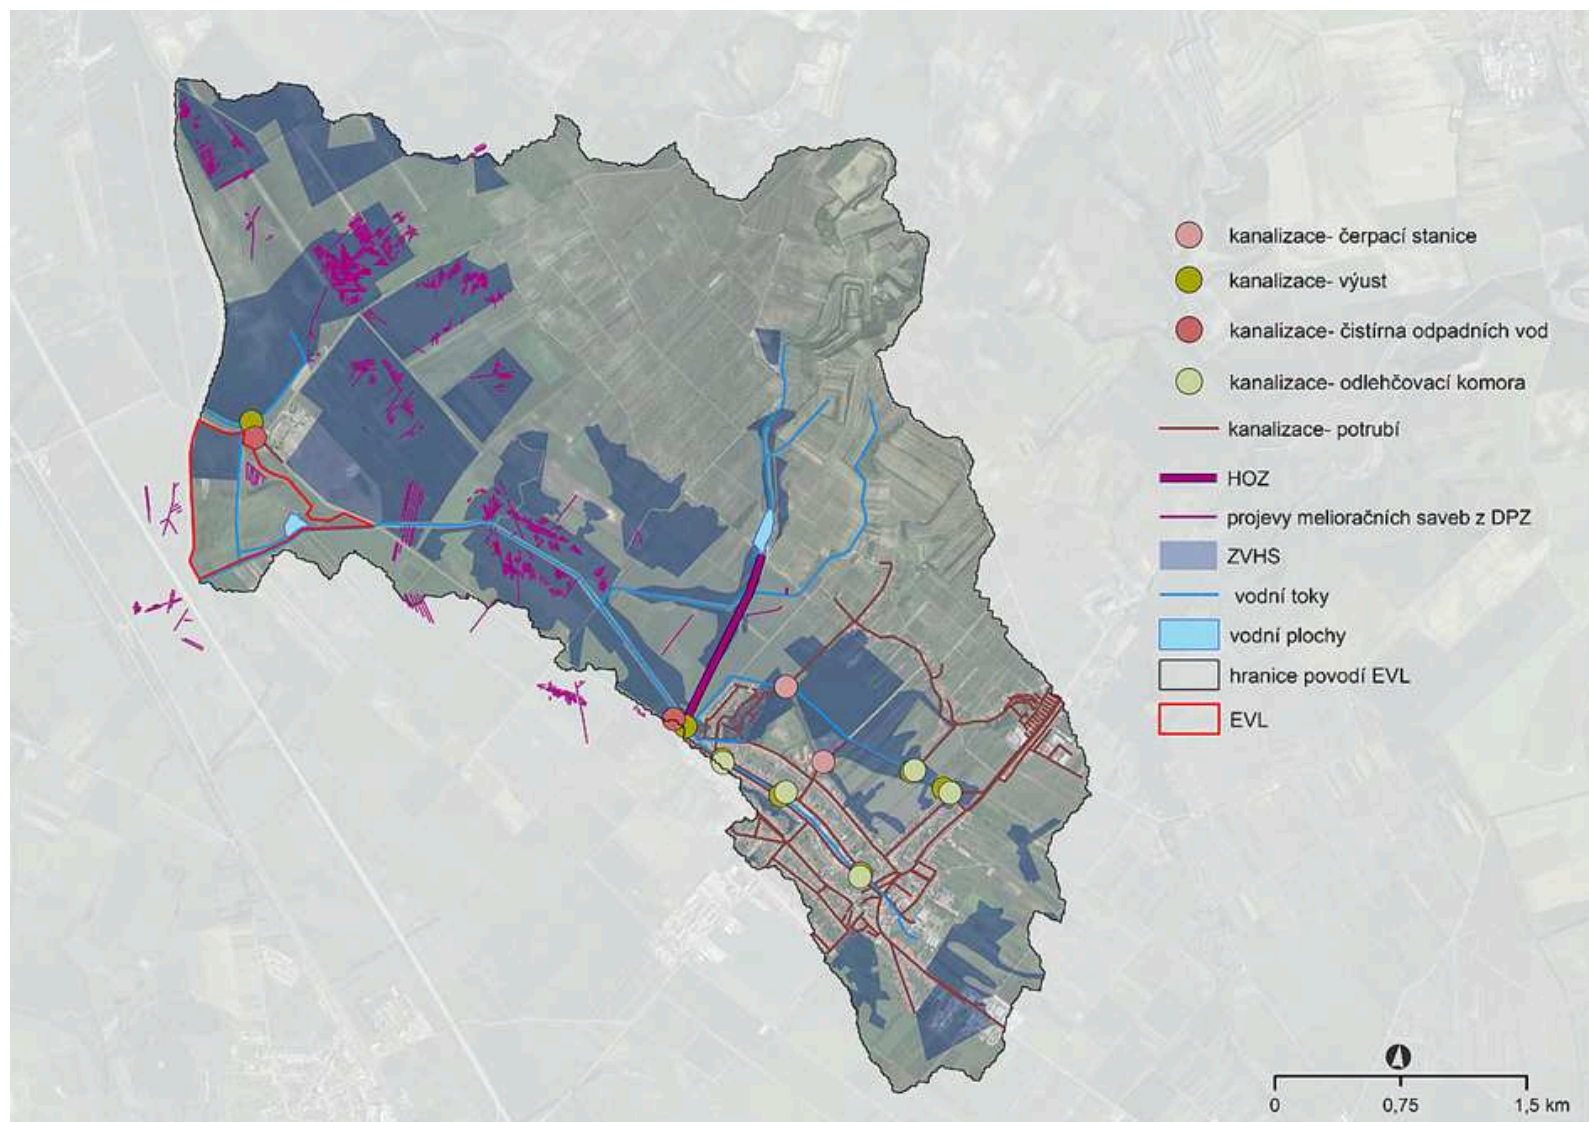 kanalizace- čerpací stanice
kanalizace- výust
kanalizace- čistírna odpadních vod
kanalizace- odlehčovací komora
kanalizace- potrubí
HOZ
projevy melioračních saveb z DPZ
ZVHS
vodní toky
vodní plochy
hranice povodí EVL
EVL
0 0,75 1,5 km